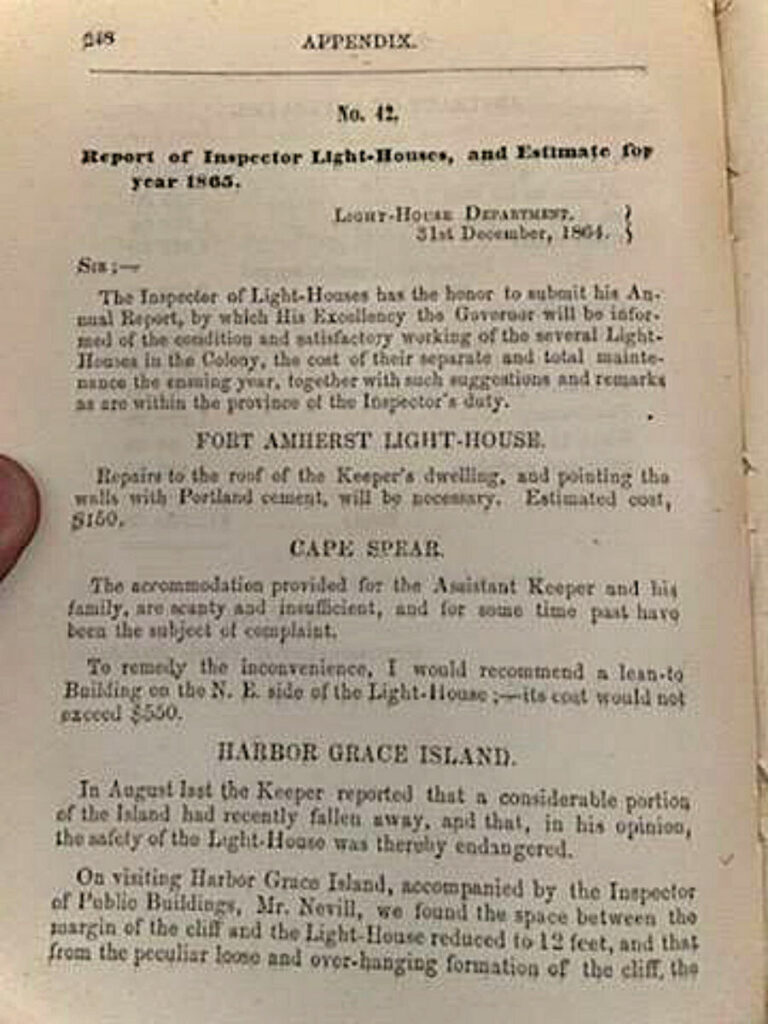 248
APPENDIX.
No. 42.
Report of Inspector Light-Houses, and Estimate for
year 1865.
LIGHT-HOUSE DEPARTMENT. }
31st December, 1864. }
SIR;—
The Inspector of Light-Houses has the honor to submit his An-
nual Report, by which His Excellency the Governor will be infor-
med of the condition and satisfactory working of the several Light-
Houses in the Colony, the cost of their separate and total mainte-
nance the ensuing year, together with such suggestions and remarks
as are within the province of the Inspector's duty.
FORT AMHERST LIGHT-HOUSE.
Repairs to the roof of the Keeper's dwelling, and pointing the
walls with Portland cement, will be necessary. Estimated cost,
$150.
CAPE SPEAR.
The accommodation provided for the Assistant Keeper and his
family, are scanty and insufficient, and for some time past have
been the subject of complaint.
To remedy the inconvenience, I would recommend a lean-to
Building on the N. E. side of the Light-House;—its cost would not
exceed $550.
HARBOR GRACE ISLAND.
In August last the Keeper reported that a considerable portion
of the Island had recently fallen away, and that, in his opinion,
the safety of the Light-House was thereby endangered.
On visiting Harbor Grace Island, accompanied by the Inspector
of Public Buildings, Mr. Nevill, we found the space between the
margin of the cliff and the Light-House reduced to 12 feet, and that
from the peculiar loose and over-hanging formation of the cliff, the